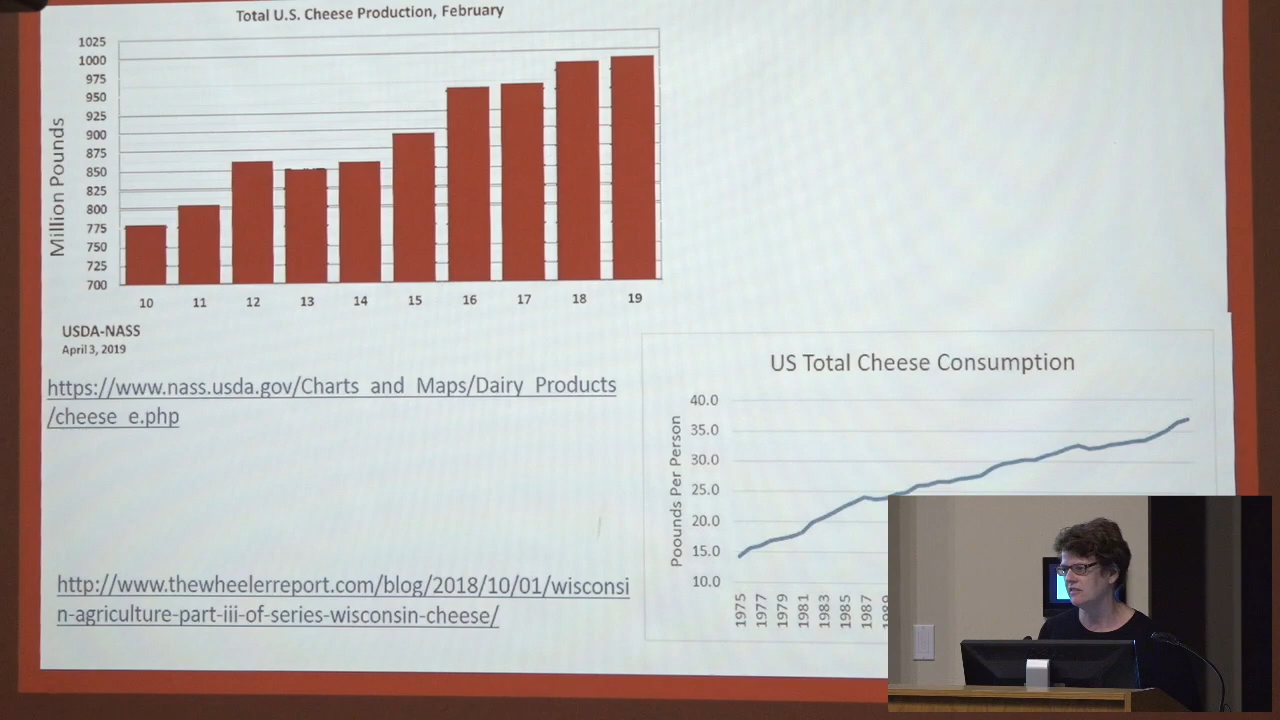 Total U.S. Cheese Production, February
Million Pounds
1025
1000
975
950
925
900
875
850
825
800
775
750
725
700
10 11 12 13 14 15 16 17 18 19
USDA-NASS
April 3, 2019
https://www.nass.usda.gov/Charts_and_Maps/Dairy_Products
/cheese_e.php
http://www.thewheelerreport.com/blog/2018/10/01/wisconsi
n-agriculture-part-iii-of-series-wisconsin-cheese/
US Total Cheese Consumption
Poounds Per Person
40.0
35.0
30.0
25.0
20.0
15.0
10.0
1975 1977 1979 1981 1983 1985 1987